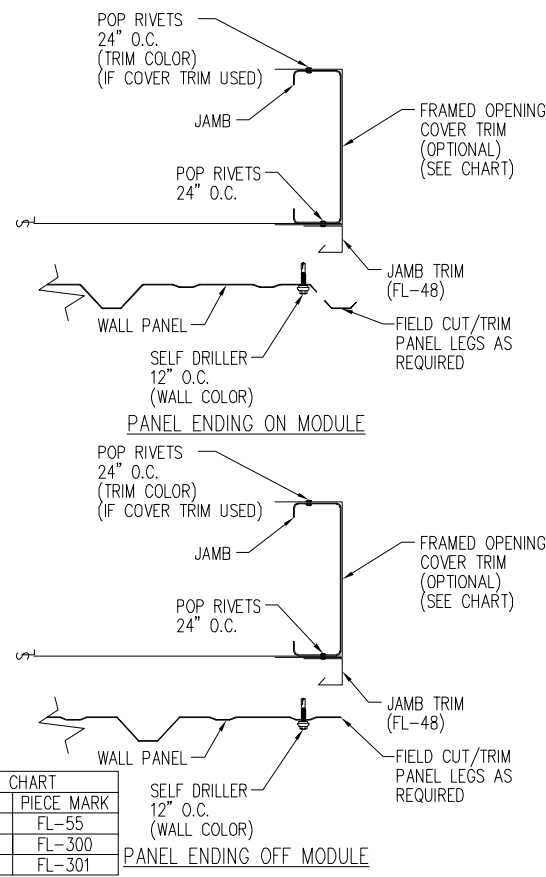 POP RIVETS
24" O.C.
(TRIM COLOR)
(IF COVER TRIM USED)
JAMB
FRAMED OPENING
COVER TRIM
(OPTIONAL)
(SEE CHART)
POP RIVETS
24" O.C.
JAMB TRIM
(FL-48)
WALL PANEL
FIELD CUT/TRIM
PANEL LEGS AS
REQUIRED
SELF DRILLER
12" O.C.
(WALL COLOR)
PANEL ENDING ON MODULE
POP RIVETS
24" O.C.
(TRIM COLOR)
(IF COVER TRIM USED)
JAMB
FRAMED OPENING
COVER TRIM
(OPTIONAL)
(SEE CHART)
POP RIVETS
24" O.C.
JAMB TRIM
(FL-48)
WALL PANEL
FIELD CUT/TRIM
PANEL LEGS AS
REQUIRED
SELF DRILLER
12" O.C.
(WALL COLOR)
PANEL ENDING OFF MODULE
CHART
PIECE MARK
FL-55
FL-300
FL-301